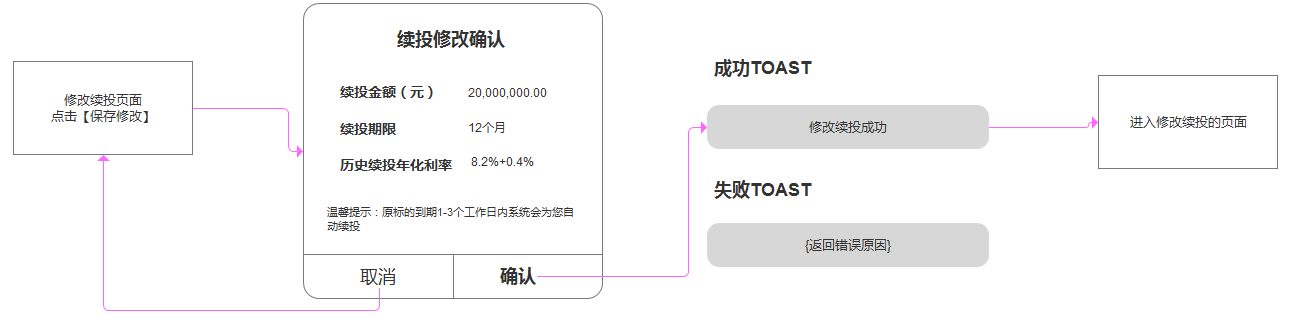 修改续投页面
点击【保存修改】
续投修改确认
续投金额（元）
20,000,000.00
续投期限
12个月
历史续投年化利率
8.2%+0.4%
温馨提示：原标的到期1-3个工作日内系统会为您自
动续投
取消
确认
成功TOAST
修改续投成功
失败TOAST
{返回错误原因}
进入修改续投的页面